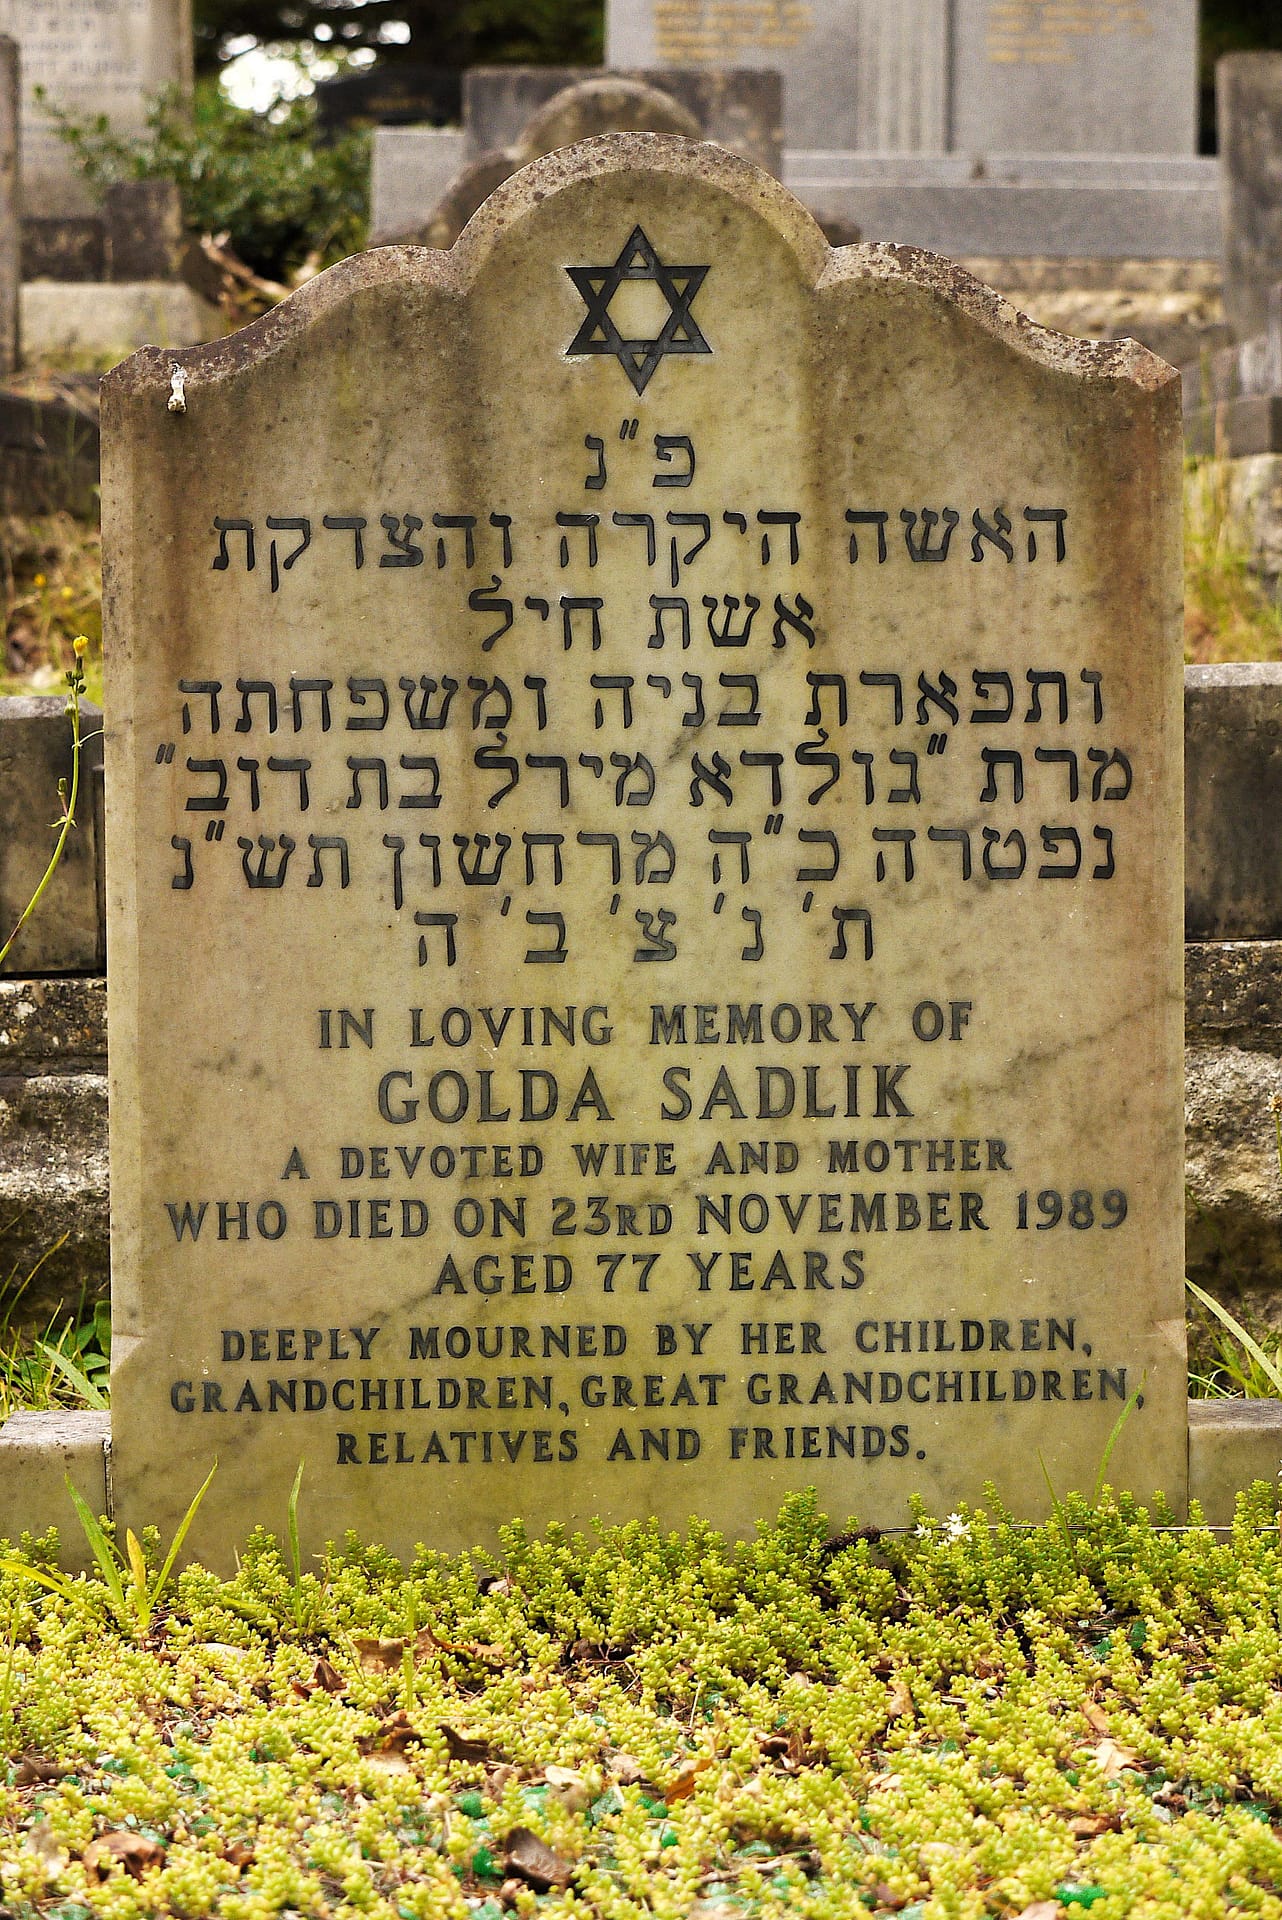 פ"נ
האשה היקרה והצדקת
אשת חיל
ותפארת בניה ומשפחתה
מרת "גולדא מירל בת דוב"
נפטרה כ"ה מרחשון תש"נ
ת' נ' צ' ב' ה
IN LOVING MEMORY OF
GOLDA SADLIK
A DEVOTED WIFE AND MOTHER
WHO DIED ON 23RD NOVEMBER 1989
AGED 77 YEARS
DEEPLY MOURNED BY HER CHILDREN,
GRANDCHILDREN, GREAT GRANDCHILDREN,
RELATIVES AND FRIENDS.